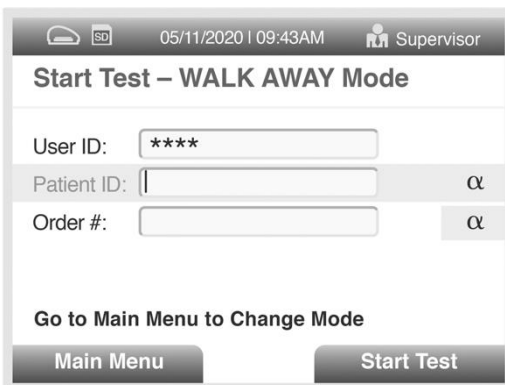 SD 05/11/2020 | 09:43AM Supervisor
Start Test – WALK AWAY Mode
User ID: ****
Patient ID: α
Order #: α
Go to Main Menu to Change Mode
Main Menu Start Test